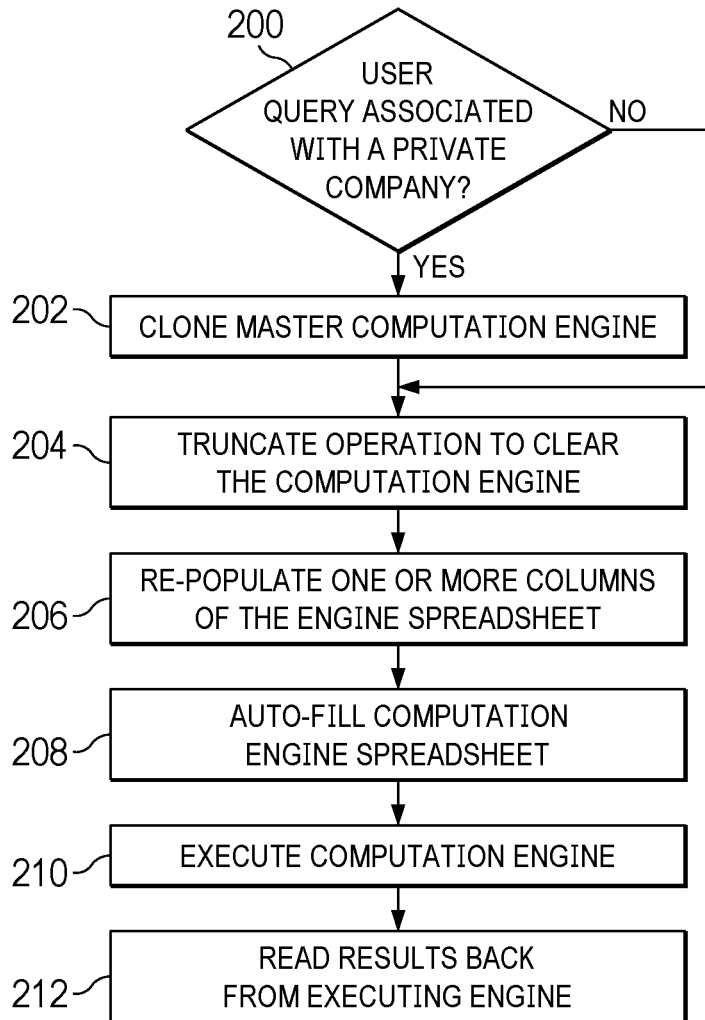 200
USER
QUERY ASSOCIATED
WITH A PRIVATE
COMPANY?
NO
YES
202
CLONE MASTER COMPUTATION ENGINE
204
TRUNCATE OPERATION TO CLEAR
THE COMPUTATION ENGINE
206
RE-POPULATE ONE OR MORE COLUMNS
OF THE ENGINE SPREADSHEET
208
AUTO-FILL COMPUTATION
ENGINE SPREADSHEET
210
EXECUTE COMPUTATION ENGINE
212
READ RESULTS BACK
FROM EXECUTING ENGINE